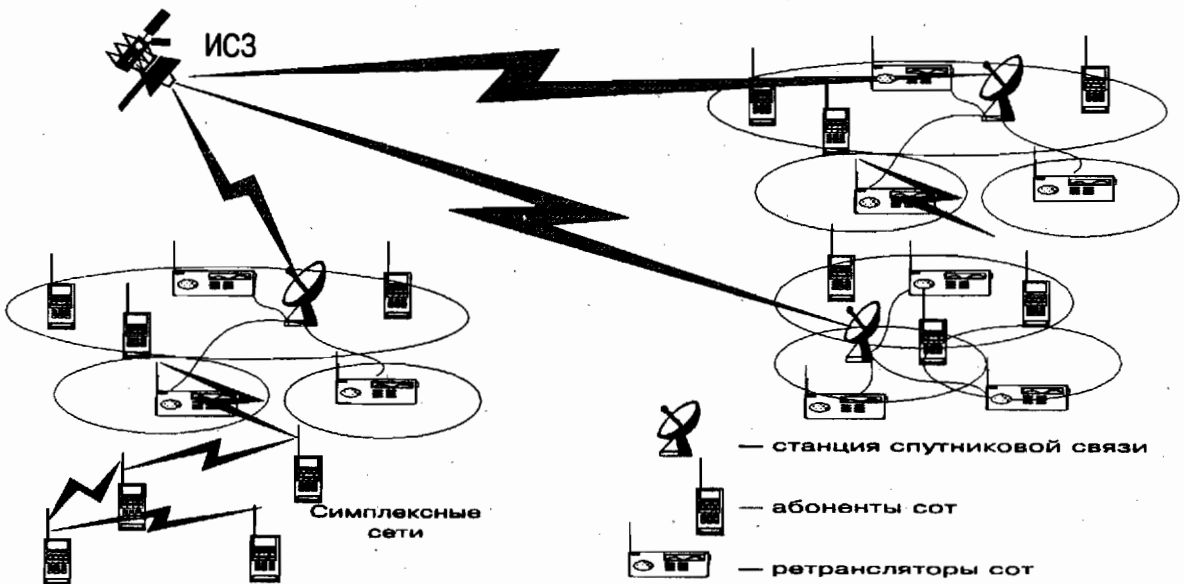 ИСЗ
— станция спутниковой связи
Симплексные
сети
— абоненты сот
— ретрансляторы сот